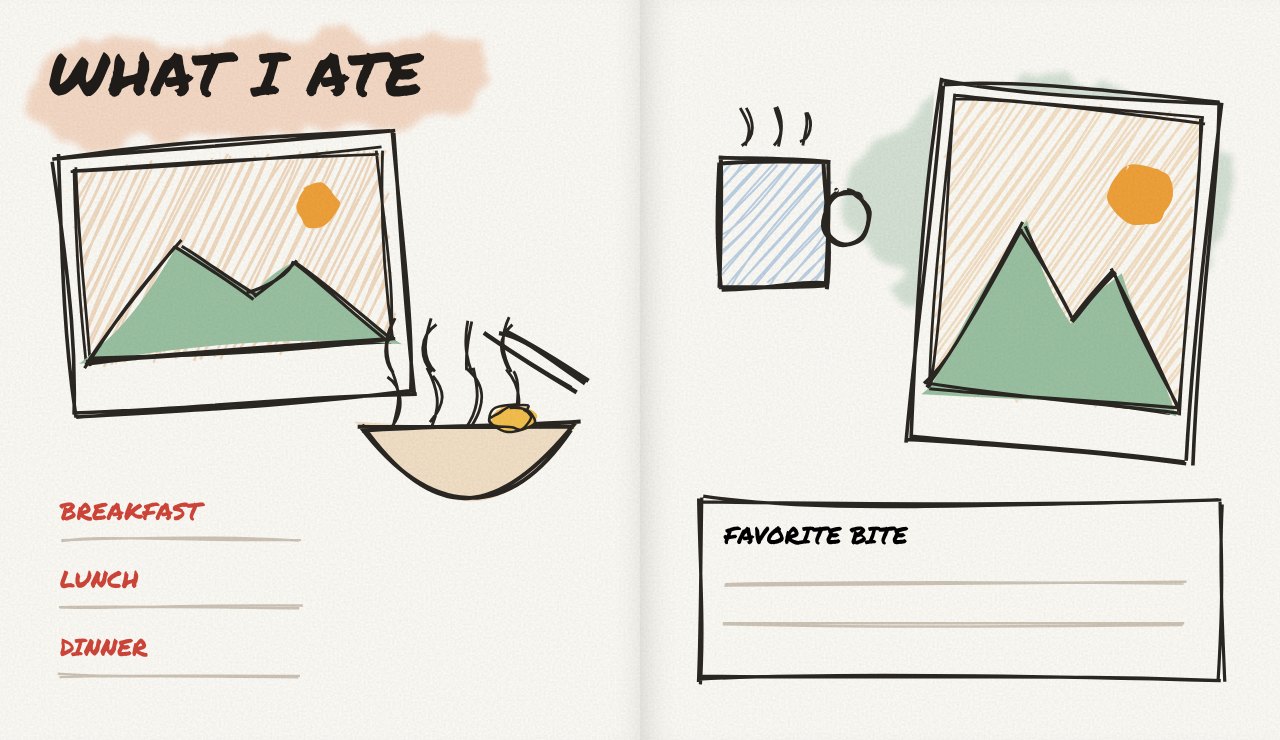 WHAT I ATE
BREAKFAST
LUNCH
DINNER
FAVORITE BITE